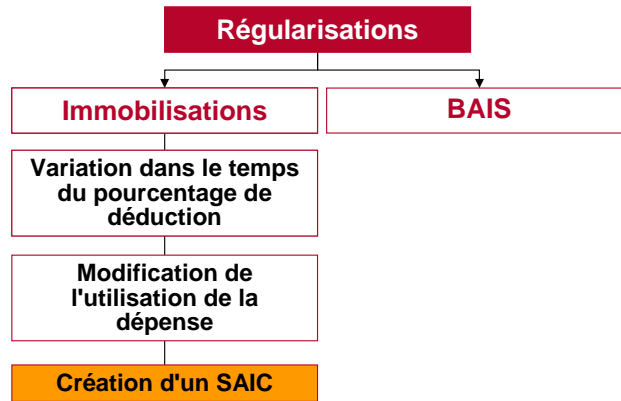 Régularisations
Immobilisations
BAIS
Variation dans le temps
du pourcentage de
déduction
Modification de
l'utilisation de la
dépense
Création d'un SAIC